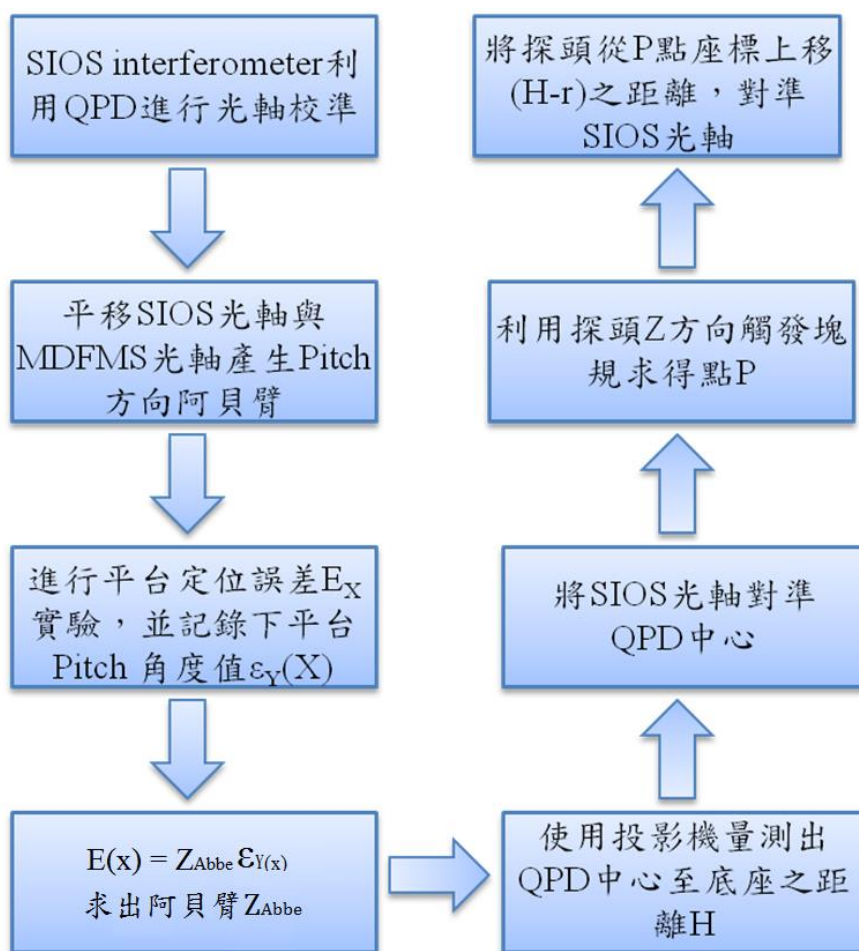 SIOS interferometer利
用QPD進行光軸校準
平移SIOS光軸與
MDFMS光軸產生Pitch
方向阿貝臂
進行平台定位誤差EX
實驗，並記錄下平台
Pitch 角度值εY(X)
E(x) = ZAbbe εY(x)
求出阿貝臂ZAbbe
使用投影機量測出
QPD中心至底座之距
離H
將SIOS光軸對準
QPD中心
利用探頭Z方向觸發塊
規求得點P
將探頭從P點座標上移
(H-r)之距離，對準
SIOS光軸